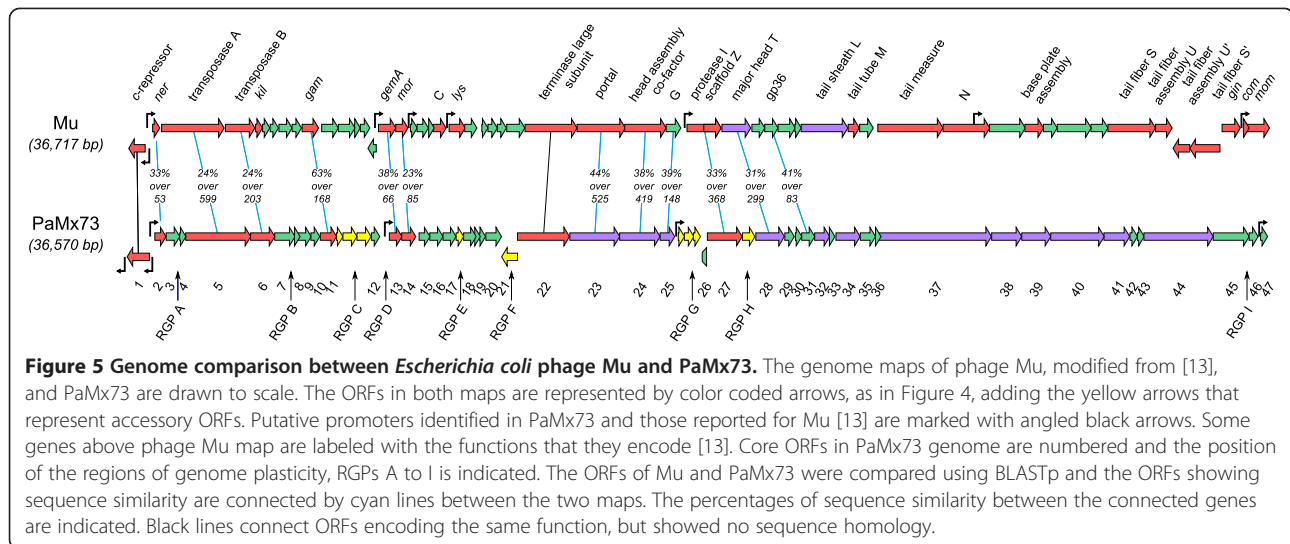 c-repressor
ner
transposase A
transposase B
kil
gam
gemA
mor
C
lys
terminase large
subunit
portal
head assembly
co-factor
G
protease I
scaffold Z
major head T
gp36
tail sheath L
tail tube M
tail measure
N
base plate
assembly
tail fiber S
tail fiber
assembly U
tail fiber
assembly U'
tail fiber S'
gin
com
mom
Mu
(36,717 bp)
33%
over
53
24%
over
599
24%
over
203
63%
over
168
38%
over
66
23%
over
85
44%
over
525
38%
over
419
39%
over
148
33%
over
368
31%
over
299
41%
over
83
PaMx73
(36,570 bp)
1
2
3
4
5
6
7
8
9
10
11
12
13
14
15
16
17
18
19
20
21
22
23
24
25
26
27
28
29
30
31
32
33
34
35
36
37
38
39
40
41
42
43
44
45
46
47
RGP A
RGP B
RGP C
RGP D
RGP E
RGP F
RGP G
RGP H
RGP I
Figure 5 Genome comparison between Escherichia coli phage Mu and PaMx73. The genome maps of phage Mu, modified from [13],
and PaMx73 are drawn to scale. The ORFs in both maps are represented by color coded arrows, as in Figure 4, adding the yellow arrows that
represent accessory ORFs. Putative promoters identified in PaMx73 and those reported for Mu [13] are marked with angled black arrows. Some
genes above phage Mu map are labeled with the functions that they encode [13]. Core ORFs in PaMx73 genome are numbered and the position
of the regions of genome plasticity, RGPs A to I is indicated. The ORFs of Mu and PaMx73 were compared using BLASTp and the ORFs showing
sequence similarity are connected by cyan lines between the two maps. The percentages of sequence similarity between the connected genes
are indicated. Black lines connect ORFs encoding the same function, but showed no sequence homology.